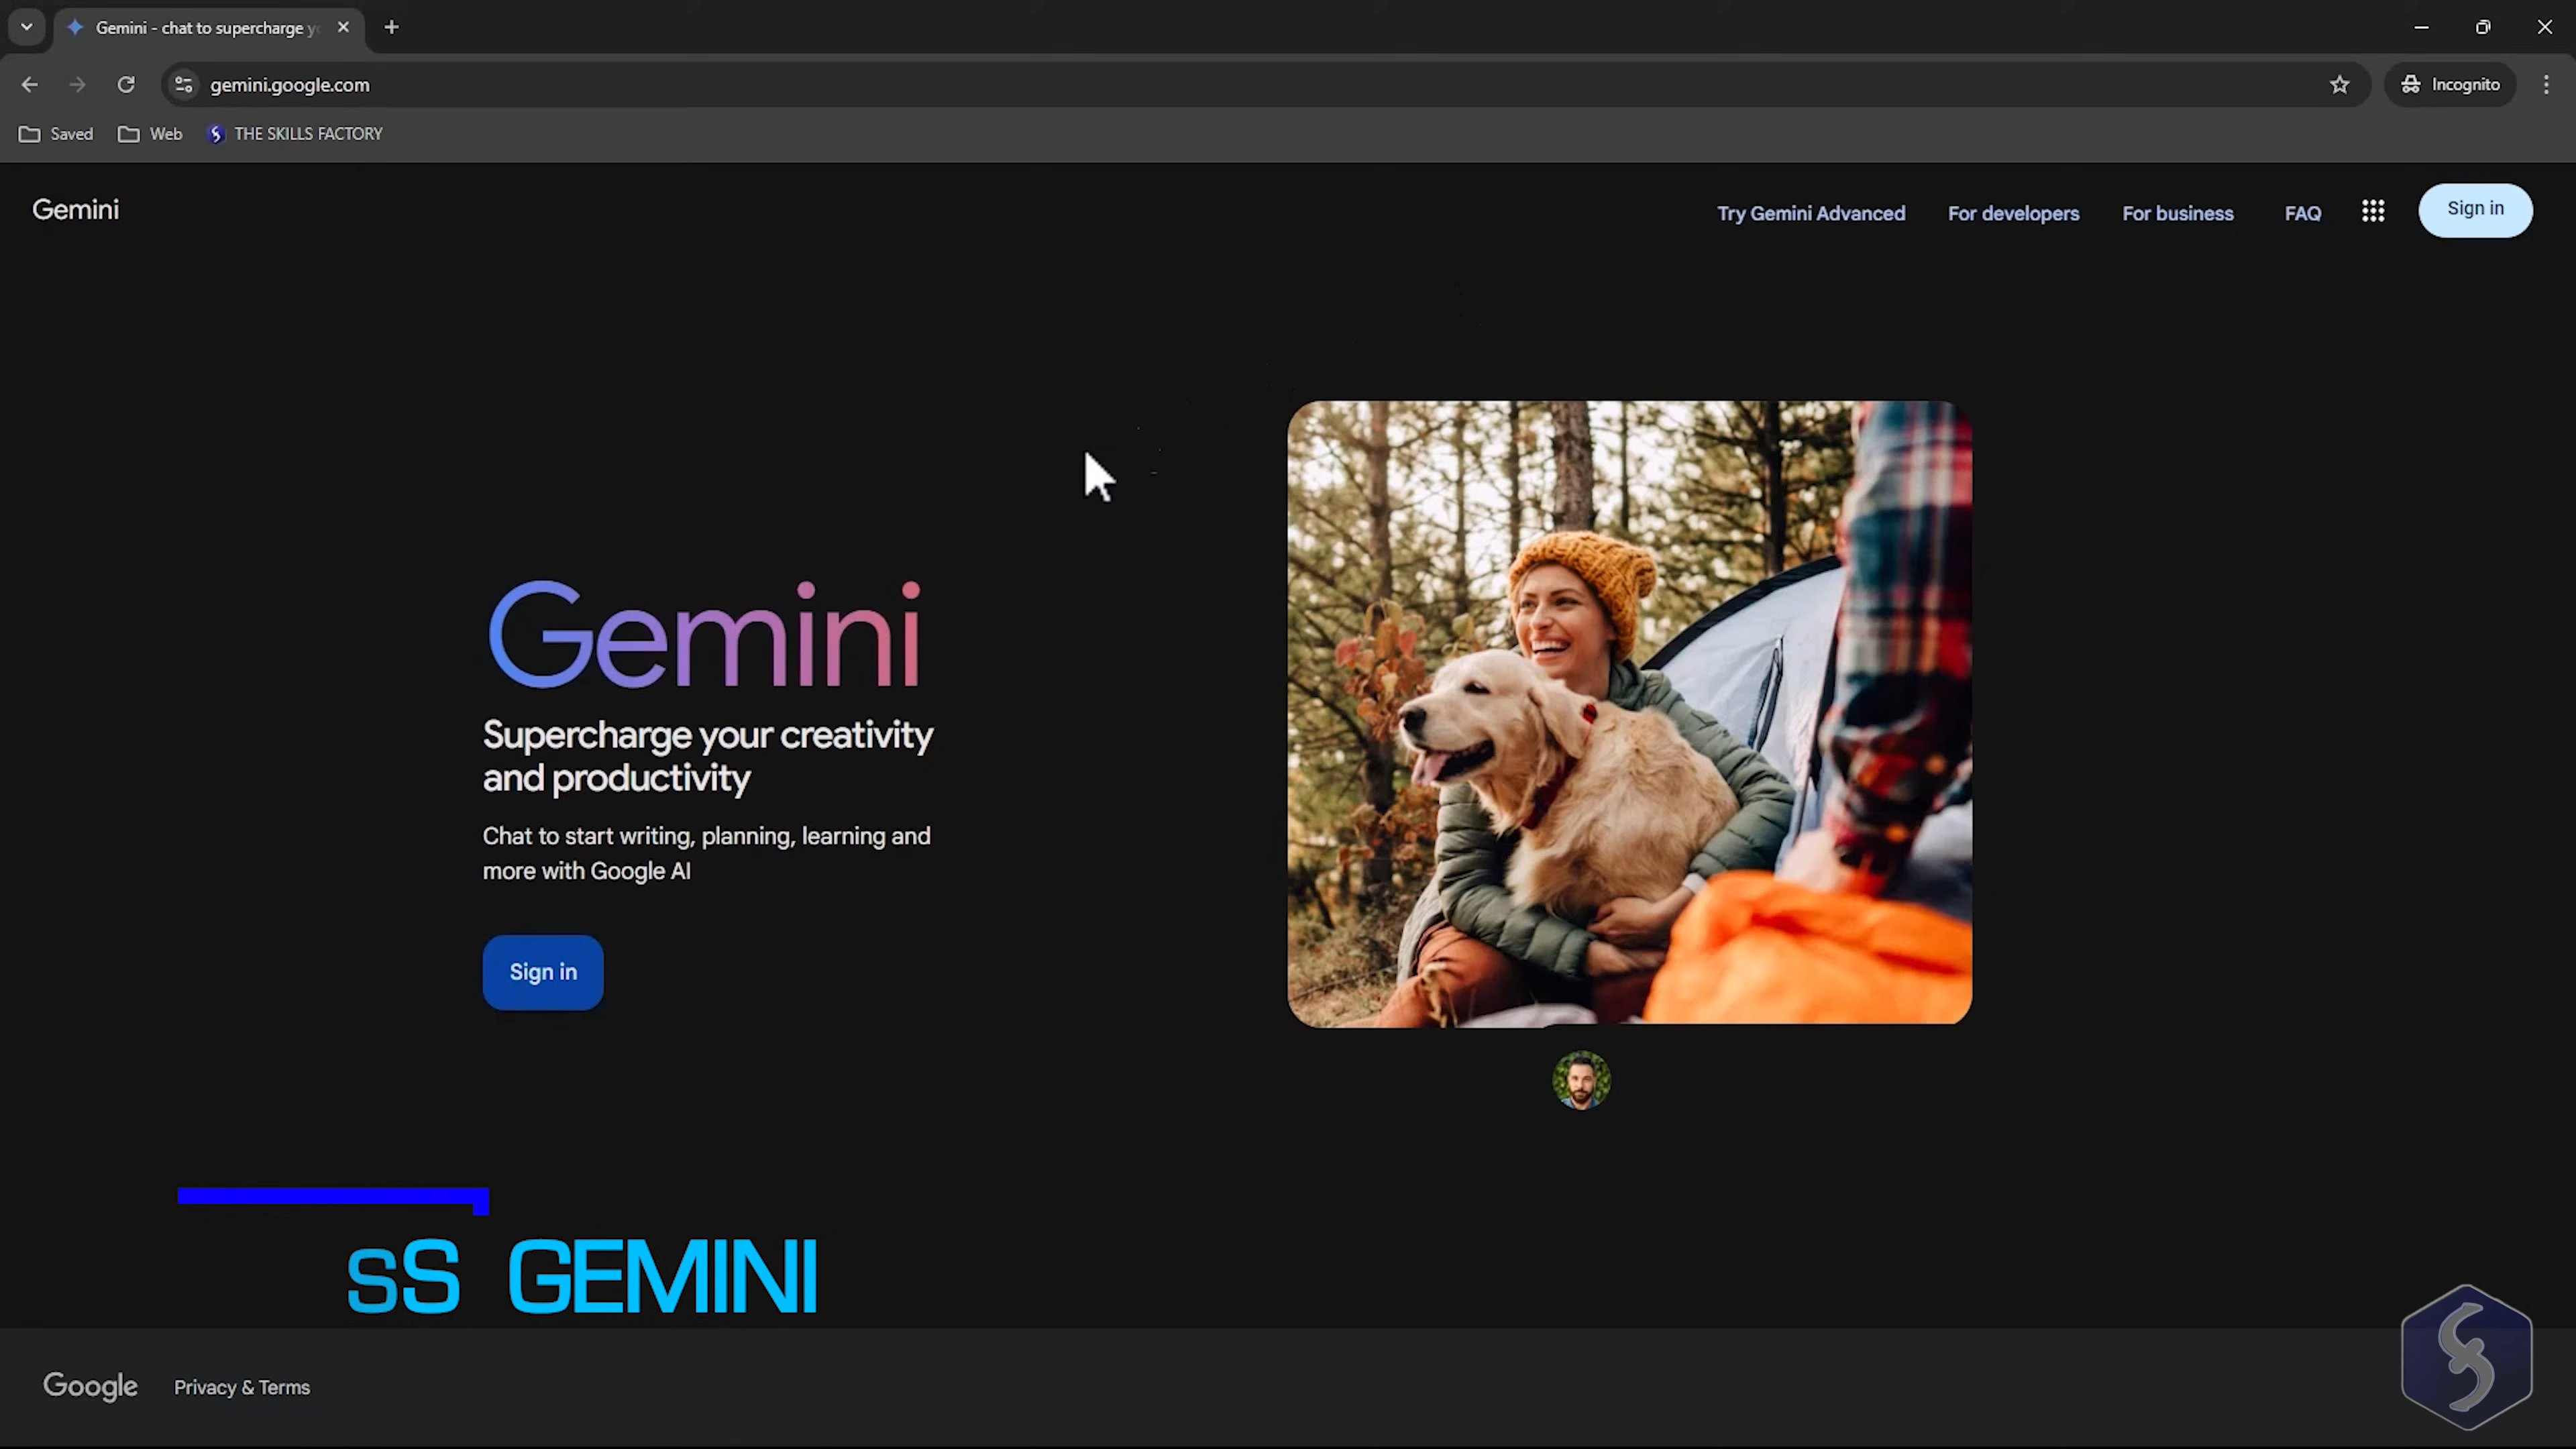 Gemini - chat to supercharge y
gemini.google.com
Incognito
Saved
Web
THE SKILLS FACTORY
Gemini
Try Gemini Advanced
For developers
For business
FAQ
Sign in
Gemini
Supercharge your creativity
and productivity
Chat to start writing, planning, learning and
more with Google AI
Sign in
sS GEMINI
Google
Privacy & Terms